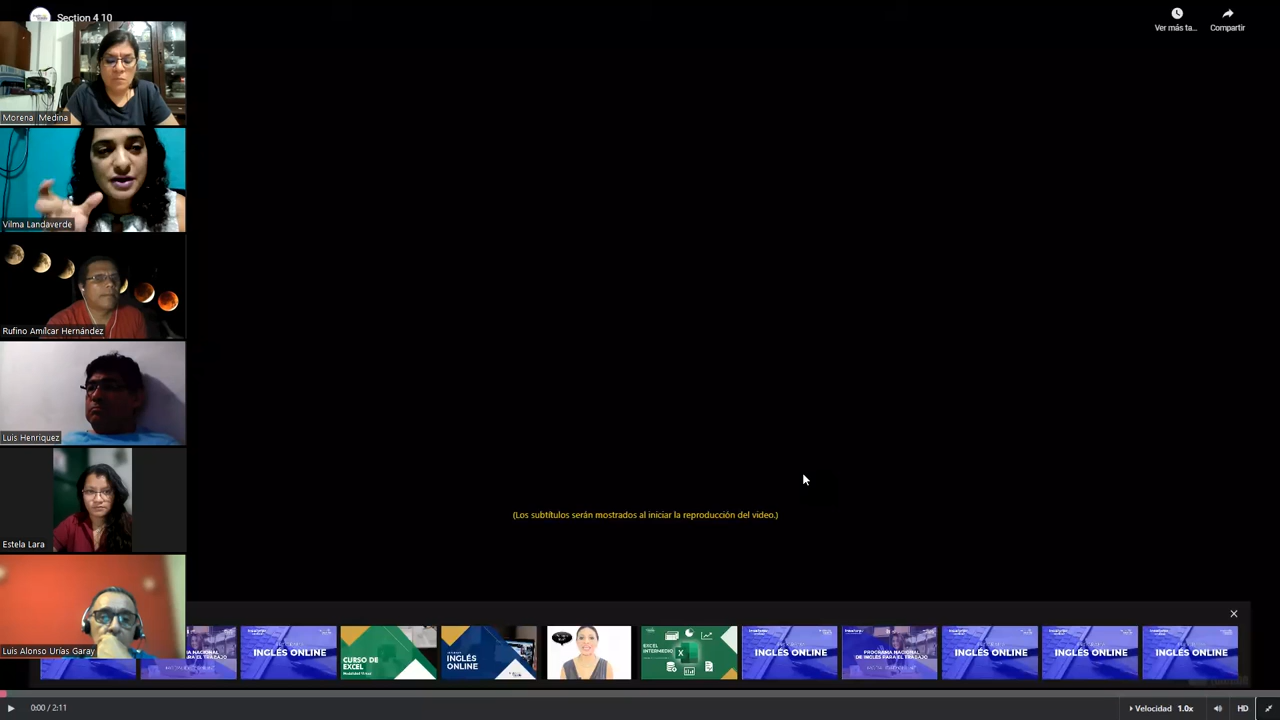 Section 4 10
Ver más ta...
Compartir
Morena Medina
Vilma Landaverde
Rufino Amílcar Hernández
Luis Henriquez
Estela Lara
Luis Alonso Urías Garay
(Los subtítulos serán mostrados al iniciar la reproducción del video.)
INGLÉS ONLINE
CURSO DE
EXCEL
Modalidad Virtual
INGLÉS
ONLINE
EXCEL
INTERMEDIO
INGLÉS ONLINE
PROGRAMA NACIONAL
DE INGLÉS PARA EL TRABAJO
INGLÉS ONLINE
INGLÉS ONLINE
INGLÉS ONLINE
0:00 / 2:11
Velocidad 1.0x
HD